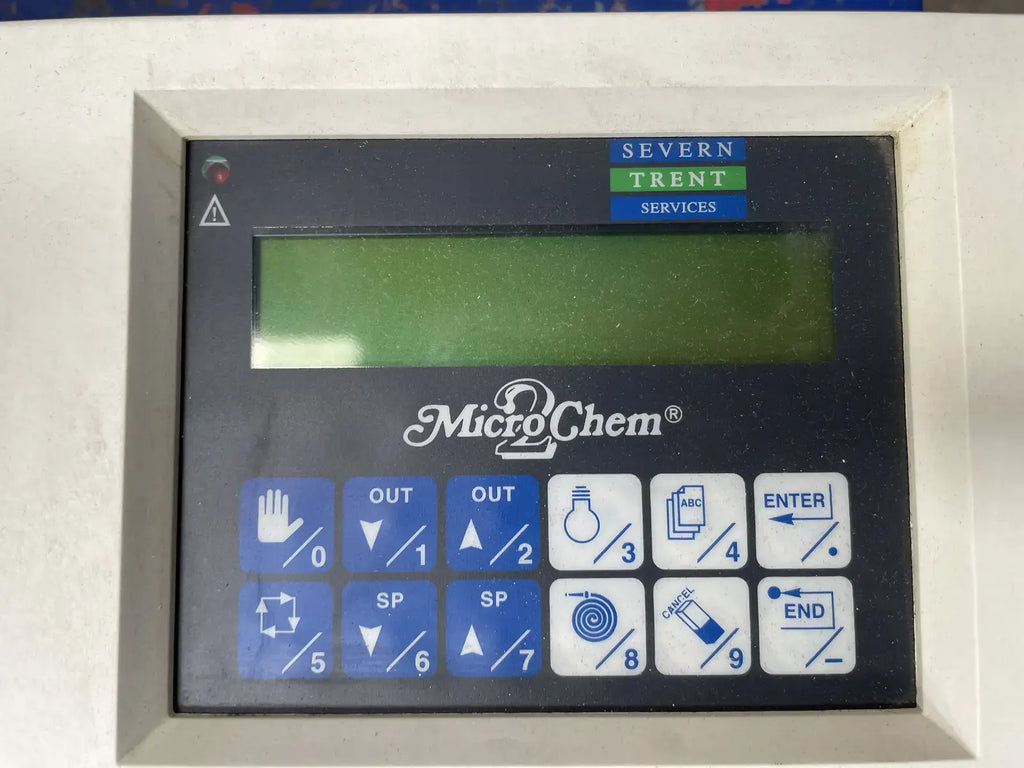 SEVERN
TRENT
SERVICES
MicroChem®
2
/0
OUT
/1
OUT
/2
/3
ABC
/4
ENTER
/.
/5
SP
/6
SP
/7
/8
CANCEL
/9
END
/–